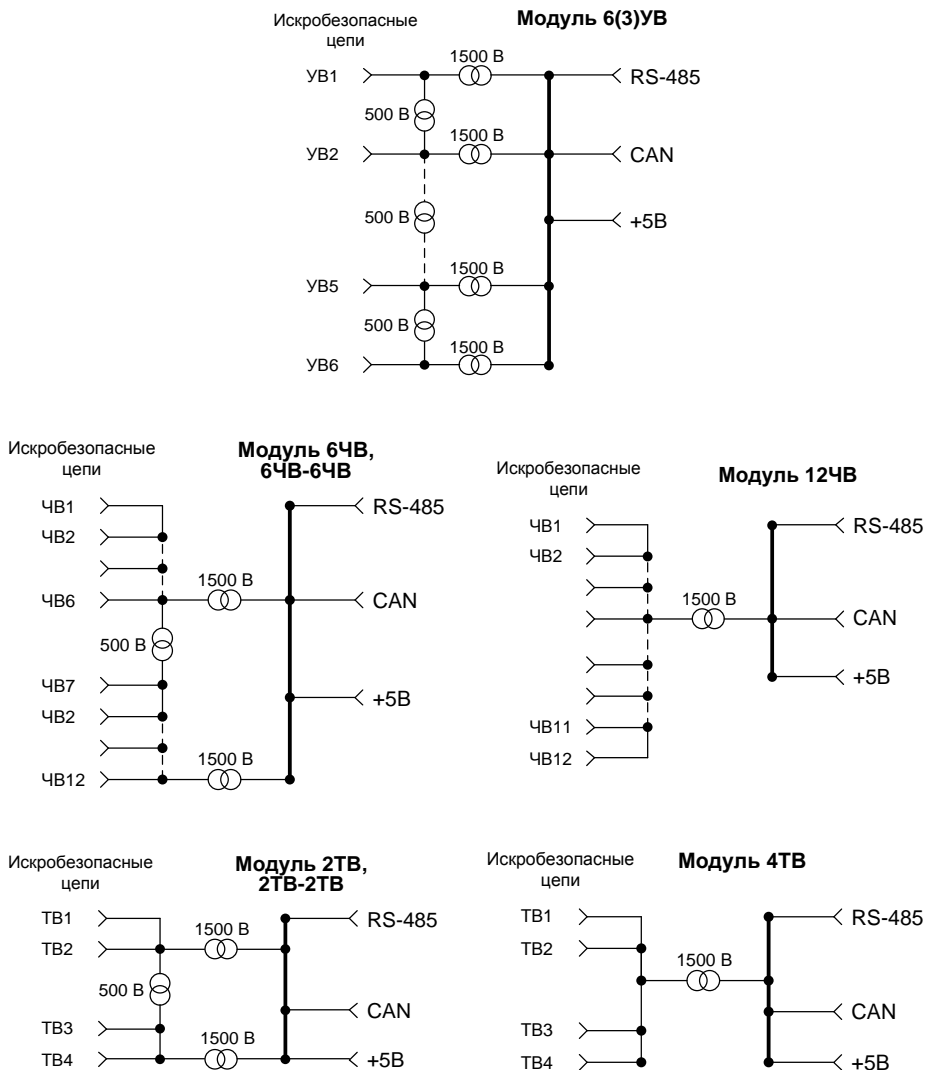 Искробезопасные
цепи
Модуль 6(3)УВ
1500 В
УВ1
RS-485
500 В
1500 В
УВ2
CAN
500 В
+5В
1500 В
УВ5
500 В
1500 В
УВ6
Искробезопасные
цепи
Модуль 6ЧВ,
6ЧВ-6ЧВ
ЧВ1
RS-485
ЧВ2
1500 В
ЧВ6
CAN
500 В
ЧВ7
+5В
ЧВ2
1500 В
ЧВ12
Искробезопасные
цепи
Модуль 12ЧВ
ЧВ1
RS-485
ЧВ2
1500 В
CAN
+5В
ЧВ11
ЧВ12
Искробезопасные
цепи
Модуль 2ТВ,
2ТВ-2ТВ
ТВ1
RS-485
1500 В
ТВ2
500 В
CAN
ТВ3
1500 В
ТВ4
+5В
Искробезопасные
цепи
Модуль 4ТВ
ТВ1
RS-485
ТВ2
1500 В
CAN
ТВ3
ТВ4
+5В